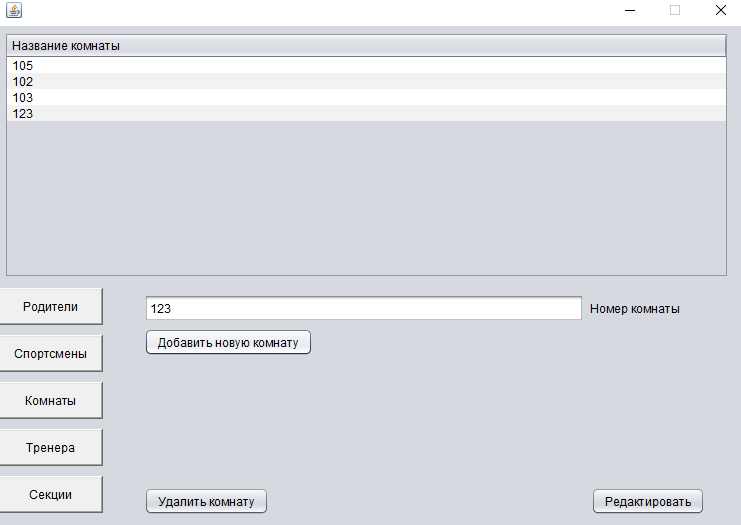 Название комнаты
105
102
103
123
Родители
123 Номер комнаты
Добавить новую комнату
Спортсмены
Комнаты
Тренера
Секции
Удалить комнату Редактировать